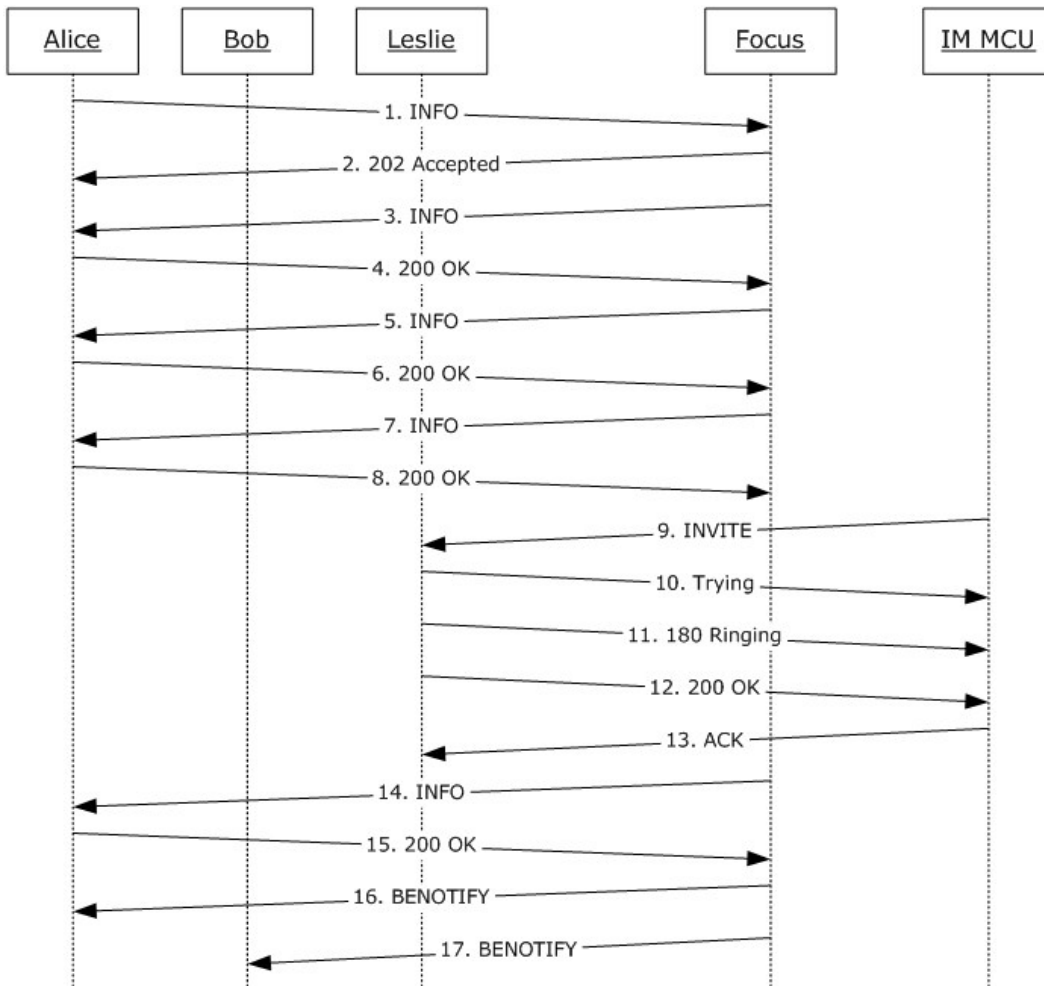 Alice
Bob
Leslie
Focus
IM MCU
1. INFO
2. 202 Accepted
3. INFO
4. 200 OK
5. INFO
6. 200 OK
7. INFO
8. 200 OK
9. INVITE
10. Trying
11. 180 Ringing
12. 200 OK
13. ACK
14. INFO
15. 200 OK
16. BENOTIFY
17. BENOTIFY